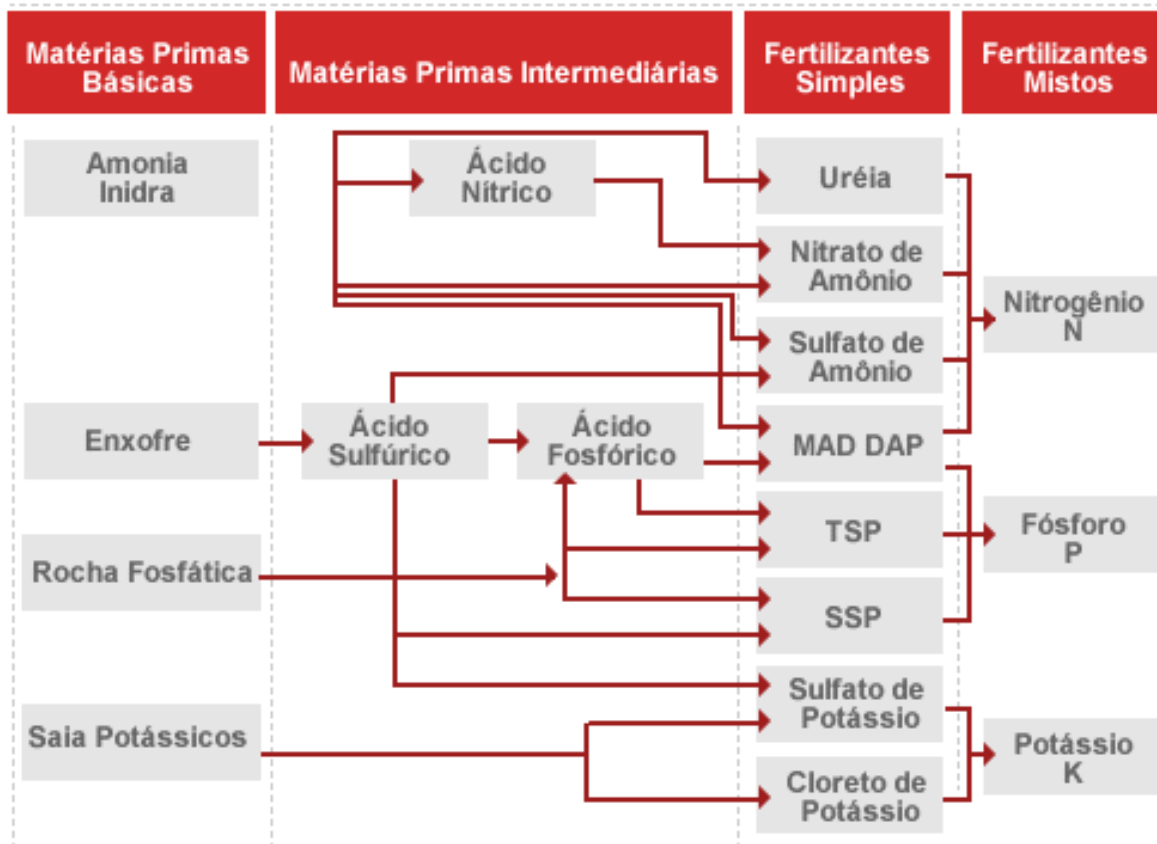 Matérias Primas
Básicas
Matérias Primas Intermediárias
Fertilizantes
Simples
Fertilizantes
Mistos
Amonia
Inidra
Ácido
Nítrico
Uréia
Nitrato de
Amônio
Nitrogênio
N
Sulfato de
Amônio
Enxofre
Ácido
Sulfúrico
Ácido
Fosfórico
MAD DAP
TSP
Fósforo
P
Rocha Fosfática
SSP
Sulfato de
Potássio
Saia Potássicos
Potássio
K
Cloreto de
Potássio